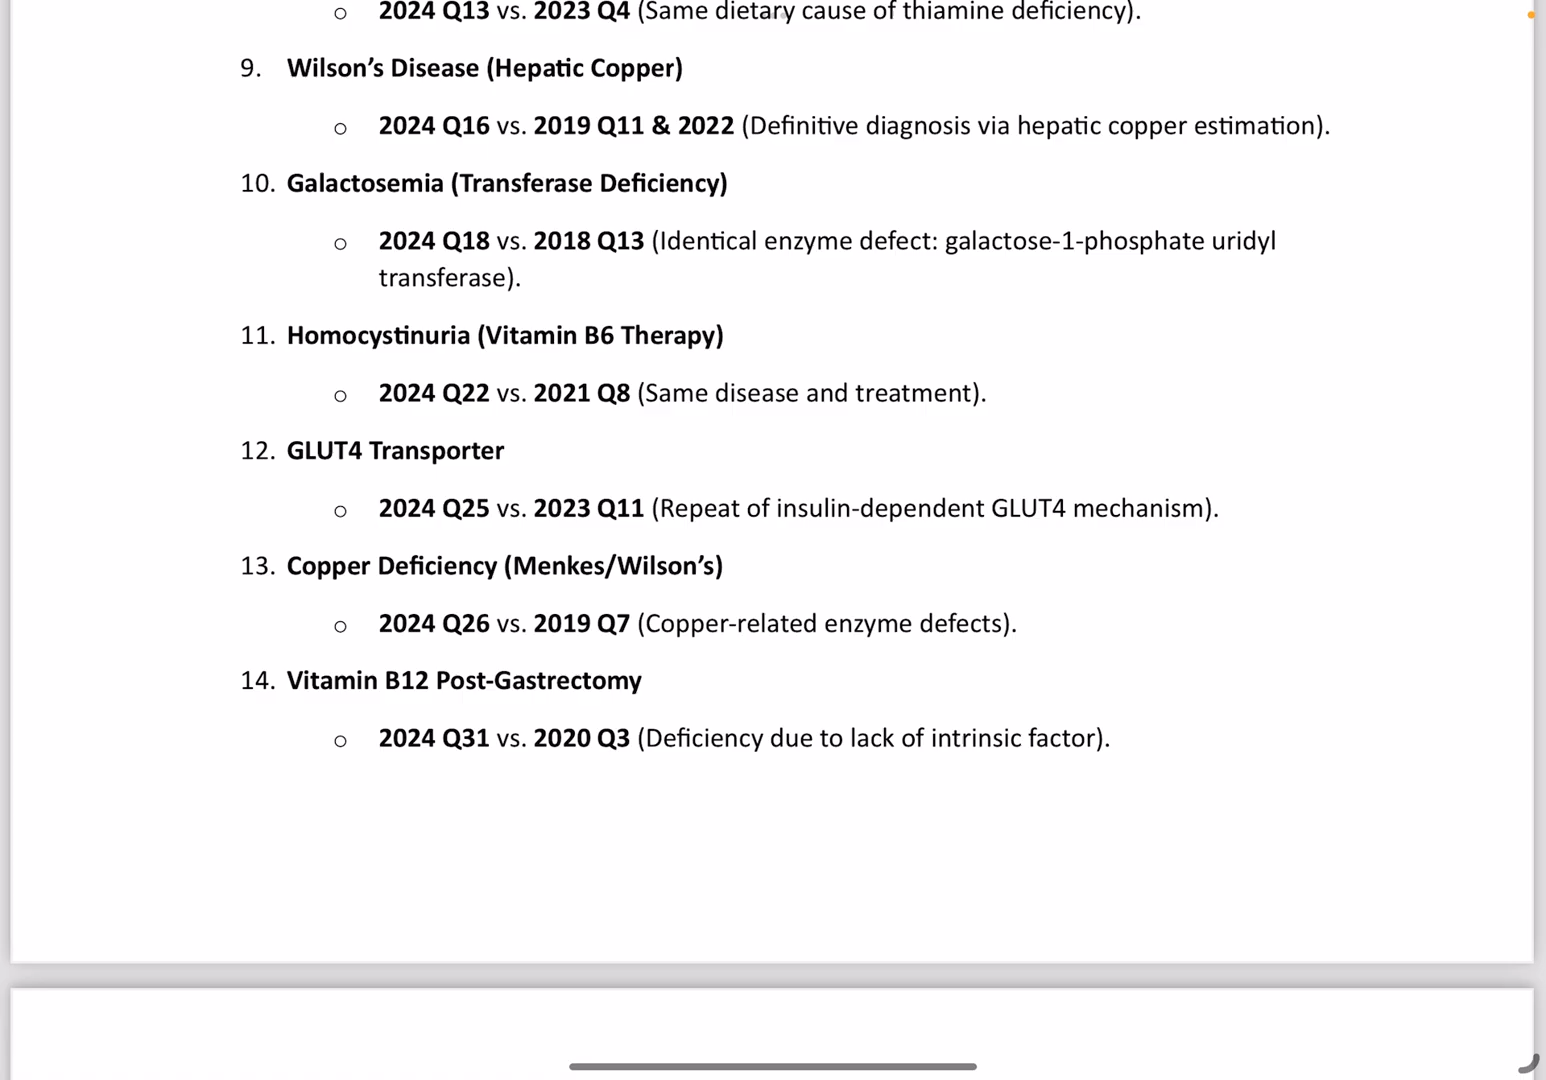 ○ 2024 Q13 vs. 2023 Q4 (Same dietary cause of thiamine deficiency).
9. Wilson’s Disease (Hepatic Copper)
○ 2024 Q16 vs. 2019 Q11 & 2022 (Definitive diagnosis via hepatic copper estimation).
10. Galactosemia (Transferase Deficiency)
○ 2024 Q18 vs. 2018 Q13 (Identical enzyme defect: galactose-1-phosphate uridyl
transferase).
11. Homocystinuria (Vitamin B6 Therapy)
○ 2024 Q22 vs. 2021 Q8 (Same disease and treatment).
12. GLUT4 Transporter
○ 2024 Q25 vs. 2023 Q11 (Repeat of insulin-dependent GLUT4 mechanism).
13. Copper Deficiency (Menkes/Wilson’s)
○ 2024 Q26 vs. 2019 Q7 (Copper-related enzyme defects).
14. Vitamin B12 Post-Gastrectomy
○ 2024 Q31 vs. 2020 Q3 (Deficiency due to lack of intrinsic factor).